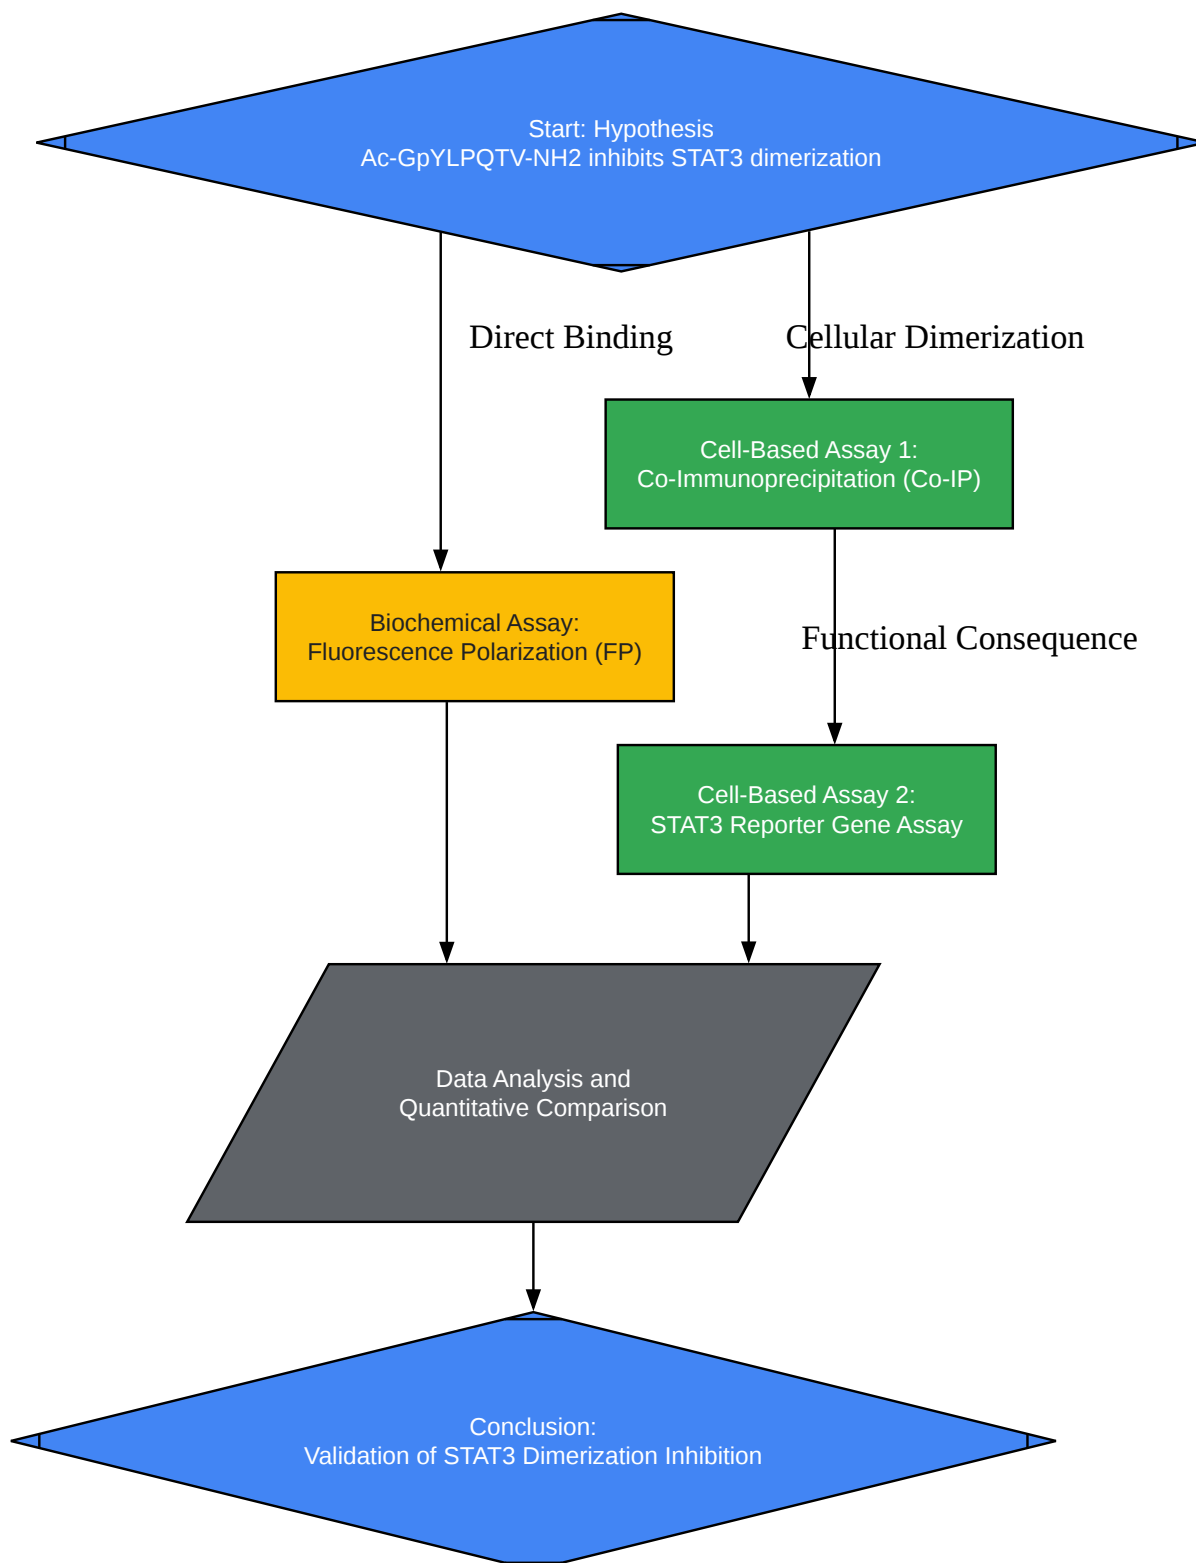 Start: Hypothesis
Ac-GpYLPQTV-NH2 inhibits STAT3 dimerization
Direct Binding
Cellular Dimerization
Cell-Based Assay 1:
Co-Immunoprecipitation (Co-IP)
Biochemical Assay:
Fluorescence Polarization (FP)
Functional Consequence
Cell-Based Assay 2:
STAT3 Reporter Gene Assay
Data Analysis and
Quantitative Comparison
Conclusion:
Validation of STAT3 Dimerization Inhibition